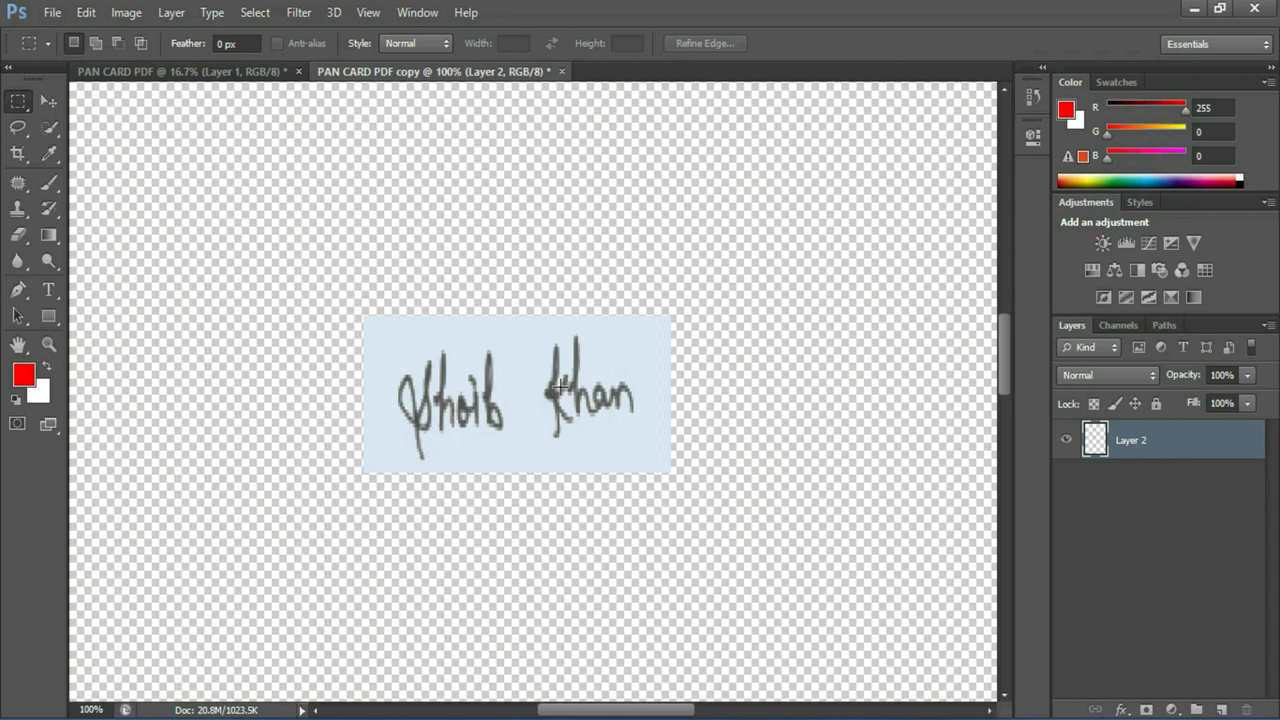 Ps File Edit Image Layer Type Select Filter 3D View Window Help
Feather: 0 px Anti-alias Style: Normal Width: Height: Refine Edge... Essentials
PAN CARD PDF @ 16.7% (Layer 1, RGB/8) * × PAN CARD PDF copy @ 100% (Layer 2, RGB/8) * ×
Color Swatches
R 255
G 0
B 0
Adjustments Styles
Add an adjustment
Layers Channels Paths
Kind
Normal Opacity: 100%
Lock: Fill: 100%
Layer 2
Shoib Khan
100% Doc: 20.8M/1023.5K